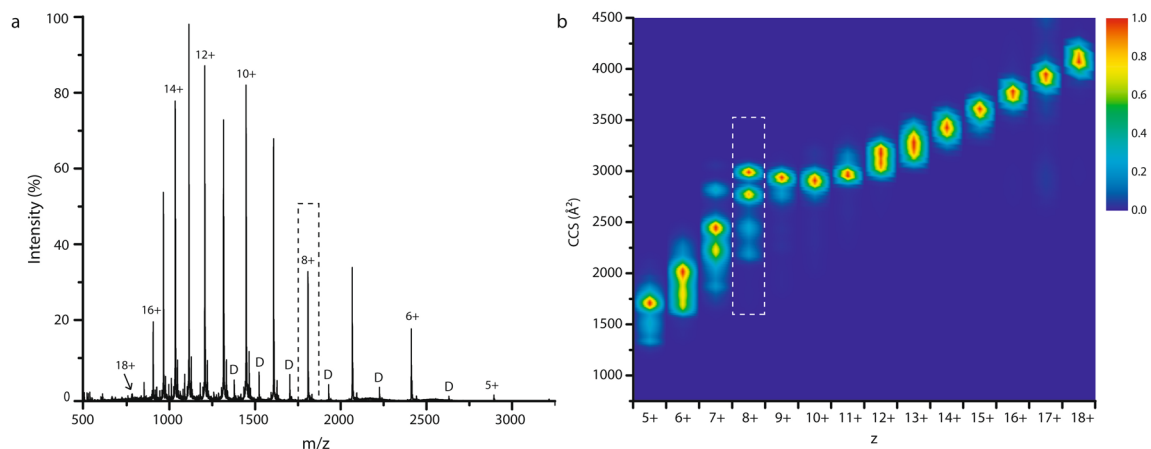 a
Intensity (%)
100
80
60
40
20
0
18+
16+
14+
12+
10+
8+
6+
5+
D
D
D
D
D
D
500
1000
1500
2000
2500
3000
m/z
b
CCS (Å²)
4500
4000
3500
3000
2500
2000
1500
1000
5+ 6+ 7+ 8+ 9+ 10+ 11+ 12+ 13+ 14+ 15+ 16+ 17+ 18+
z
1.0
0.8
0.6
0.4
0.2
0.0